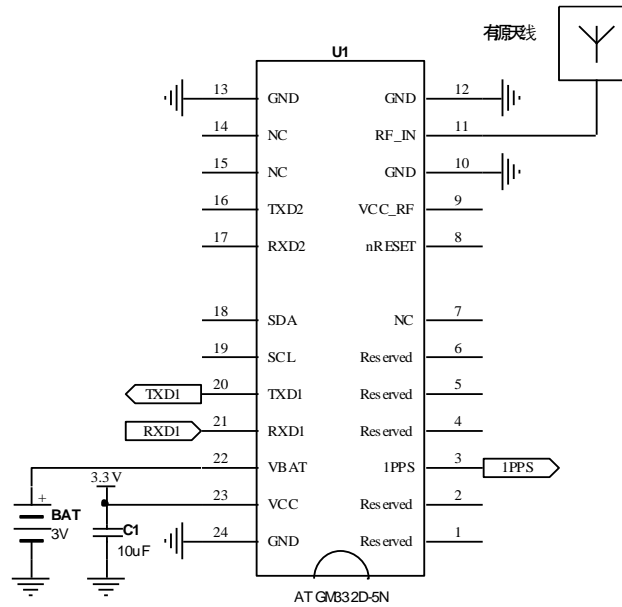 有源天线
U1
13 GND GND 12
14 NC RF_IN 11
15 NC GND 10
16 TXD2 VCC_RF 9
17 RXD2 nRESET 8
18 SDA NC 7
19 SCL Reserved 6
TXD1 20 TXD1 Reserved 5
RXD1 21 RXD1 Reserved 4
22 VBAT 1PPS 3 1PPS
3.3V
23 VCC Reserved 2
+
BAT
3V
C1
10uF
24 GND Reserved 1
ATGM332D-5N